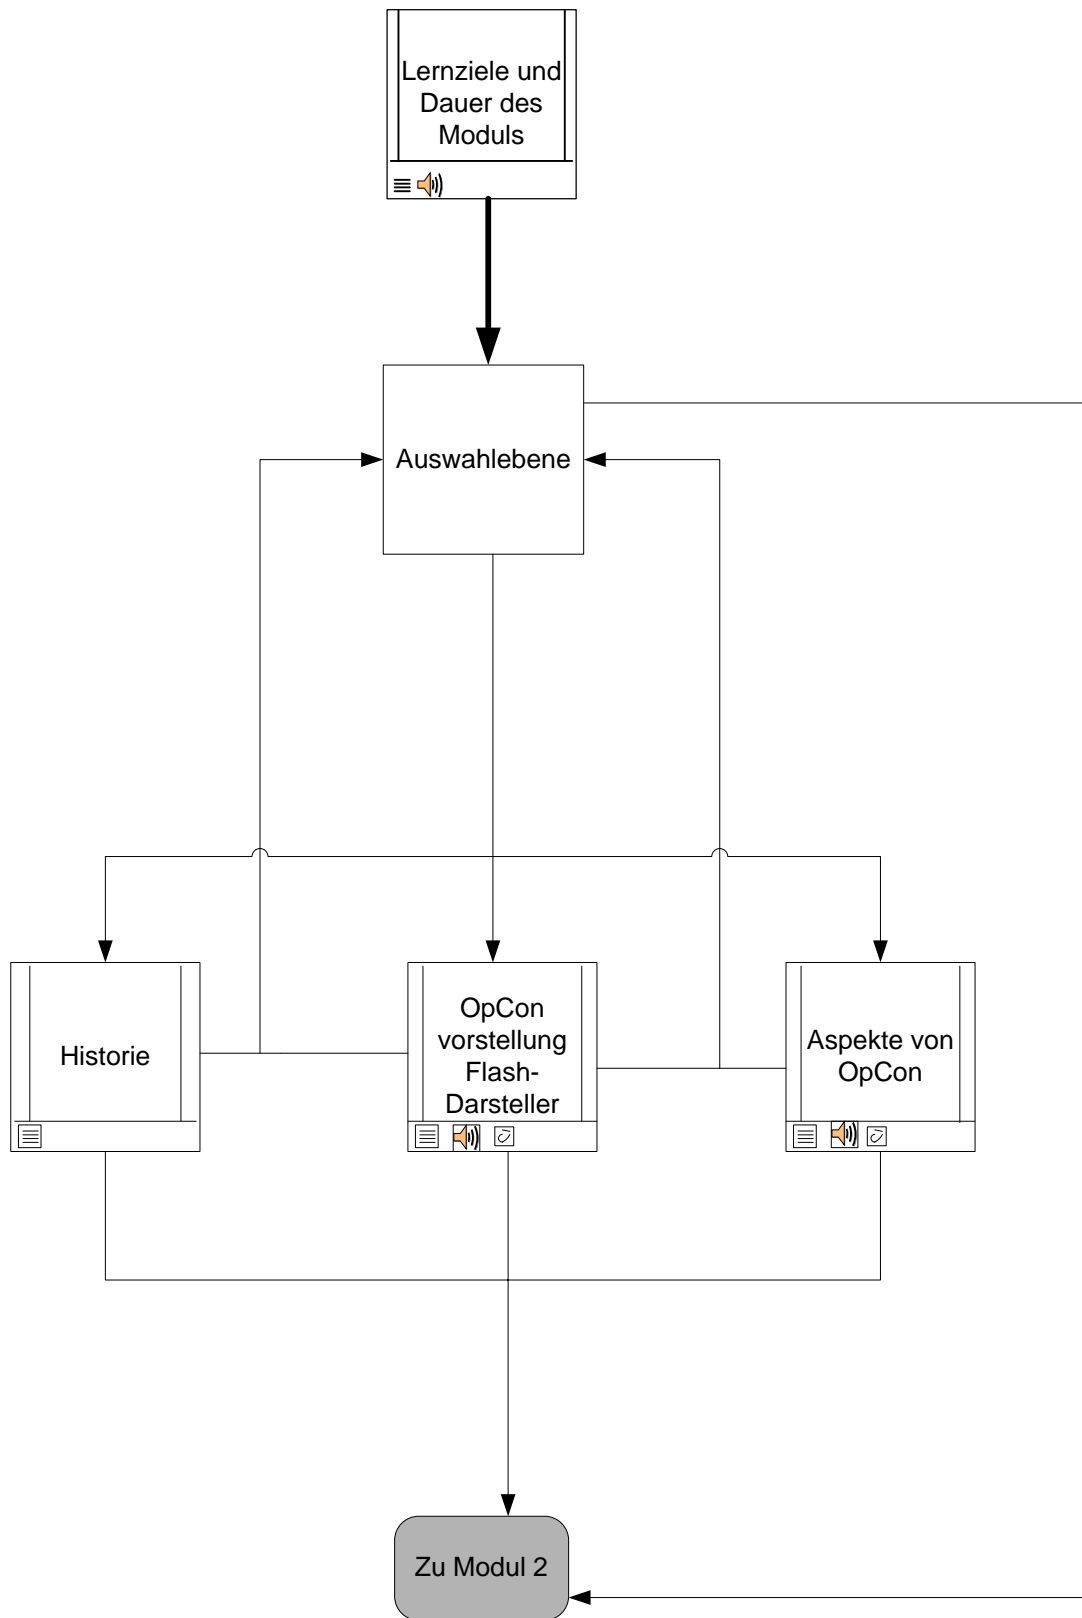 Lernziele und
Dauer des
Moduls
Auswahlebene
Historie
OpCon
vorstellung
Flash-
Darsteller
Aspekte von
OpCon
Zu Modul 2